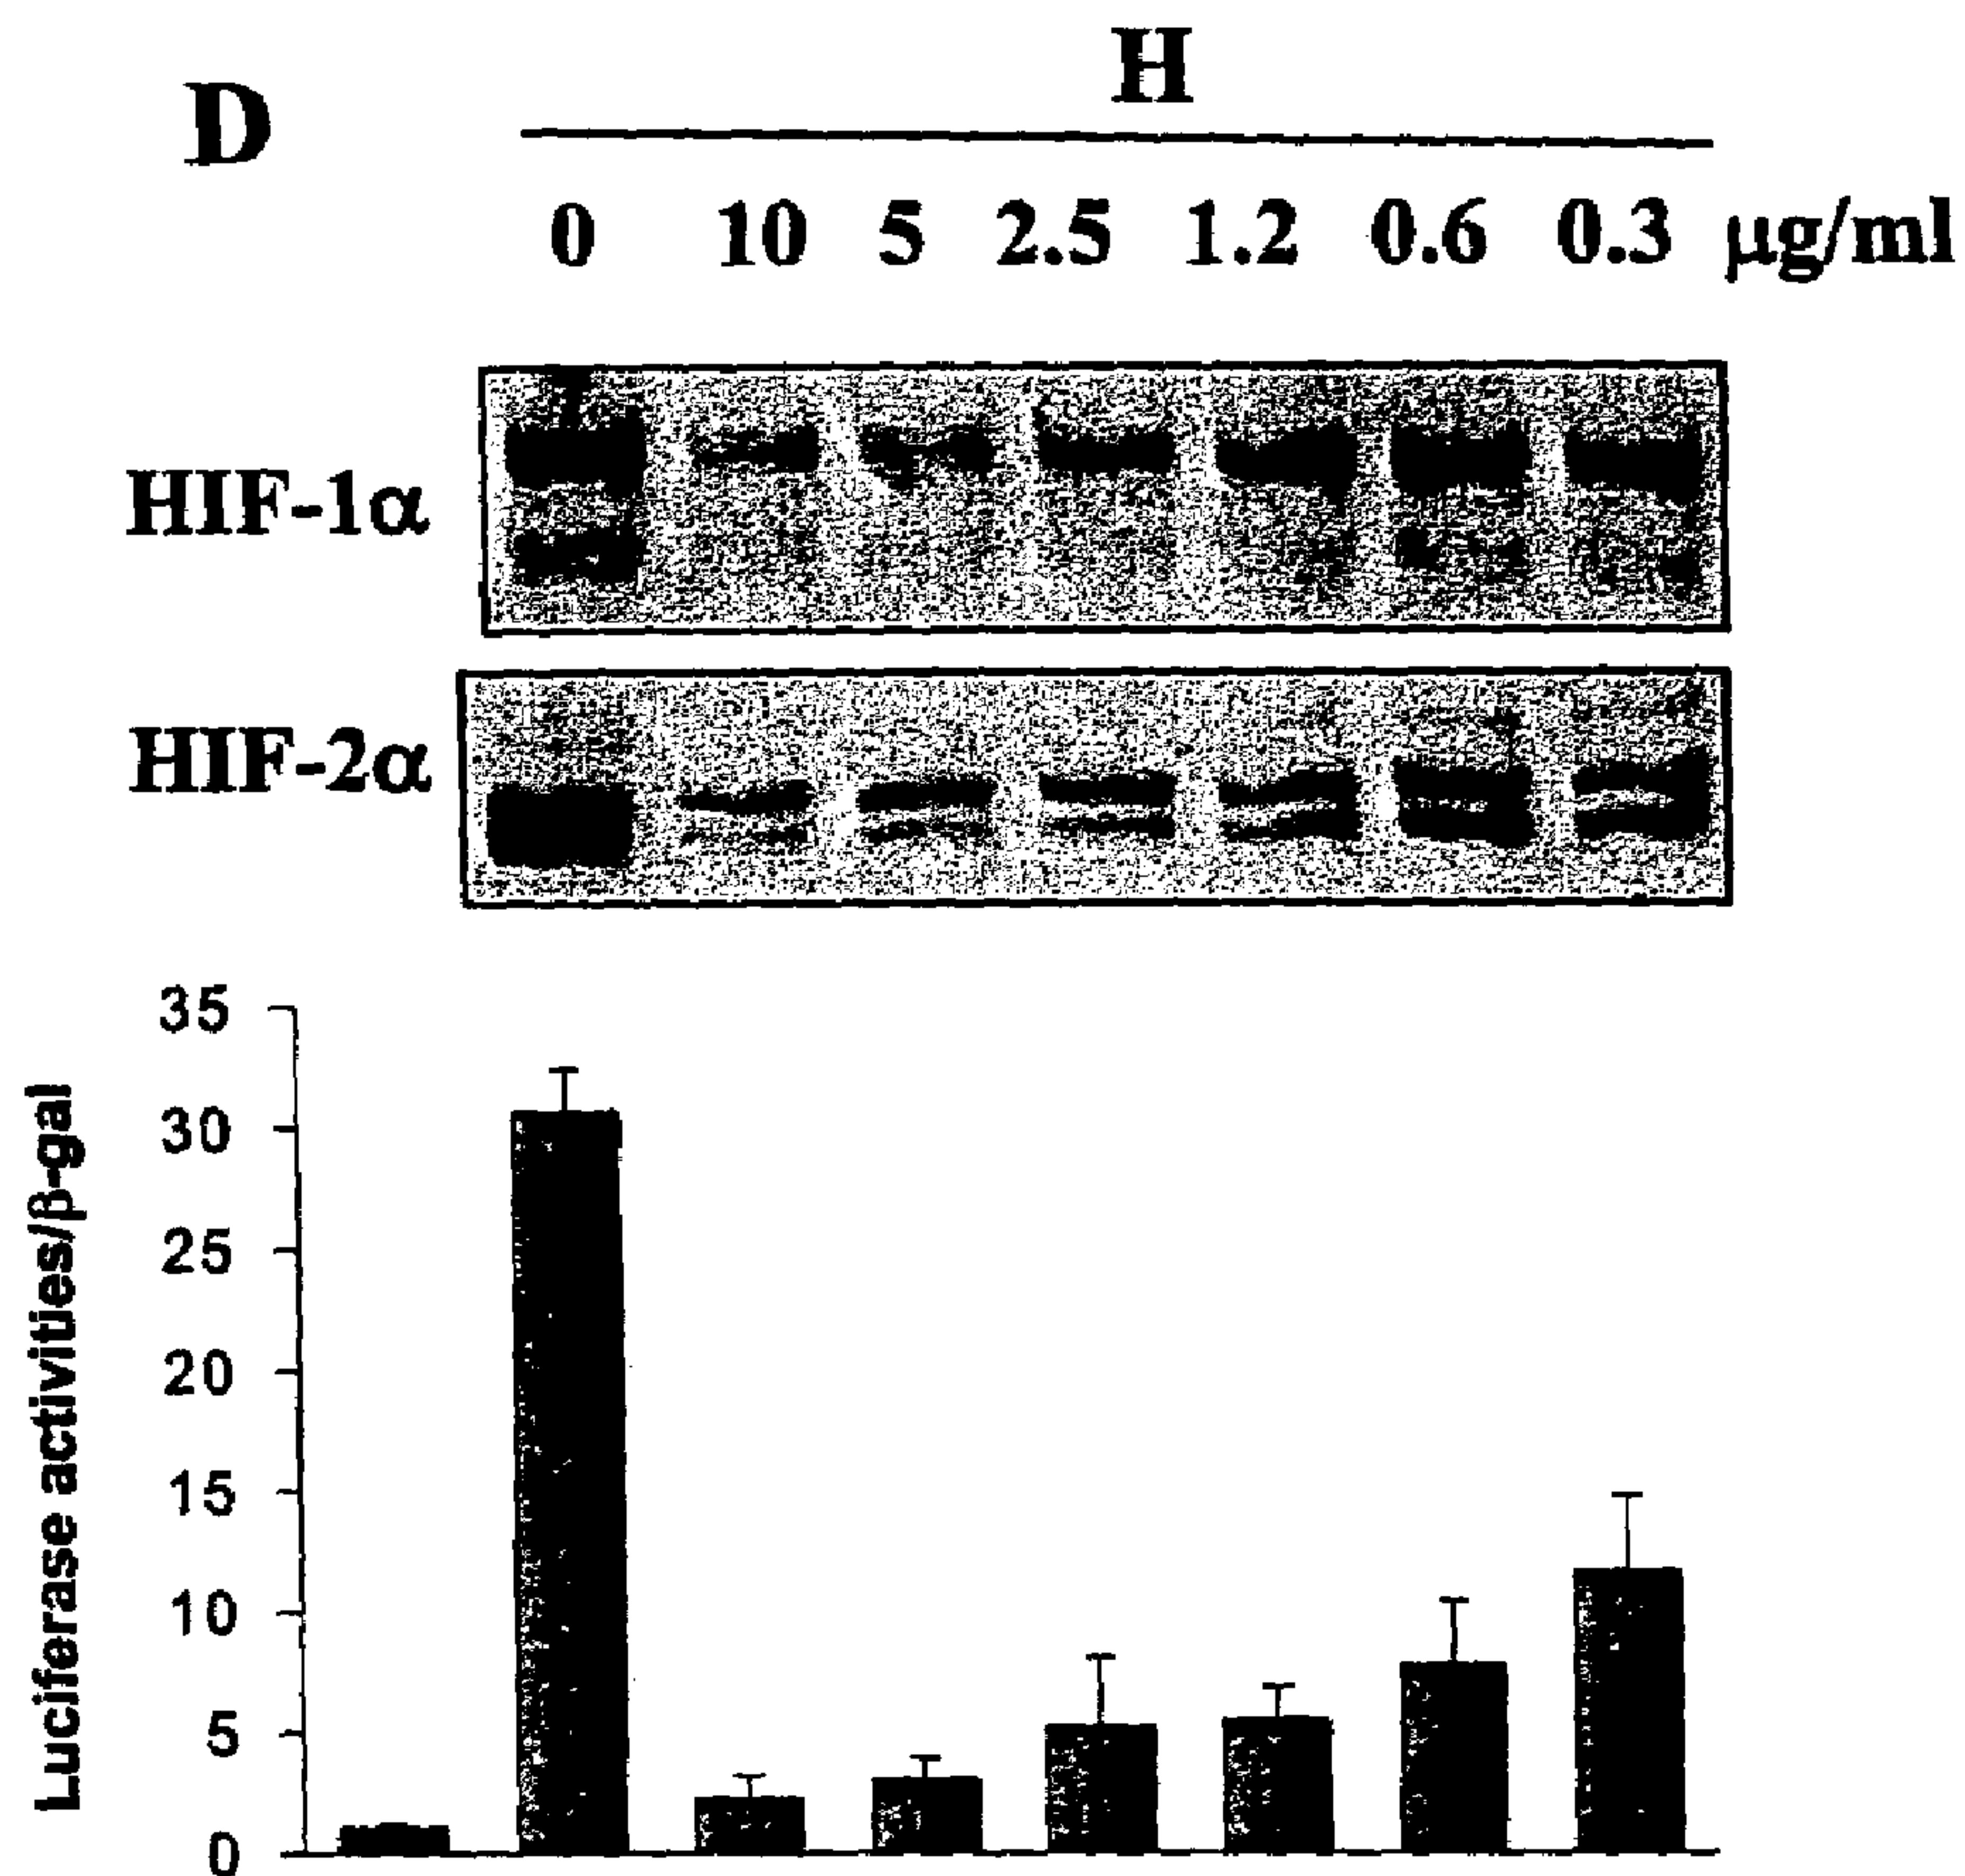 D
H
0 10 5 2.5 1.2 0.6 0.3 µg/ml
HIF-1α
HIF-2α
Luciferase activities/β-gal
35
30
25
20
15
10
5
0